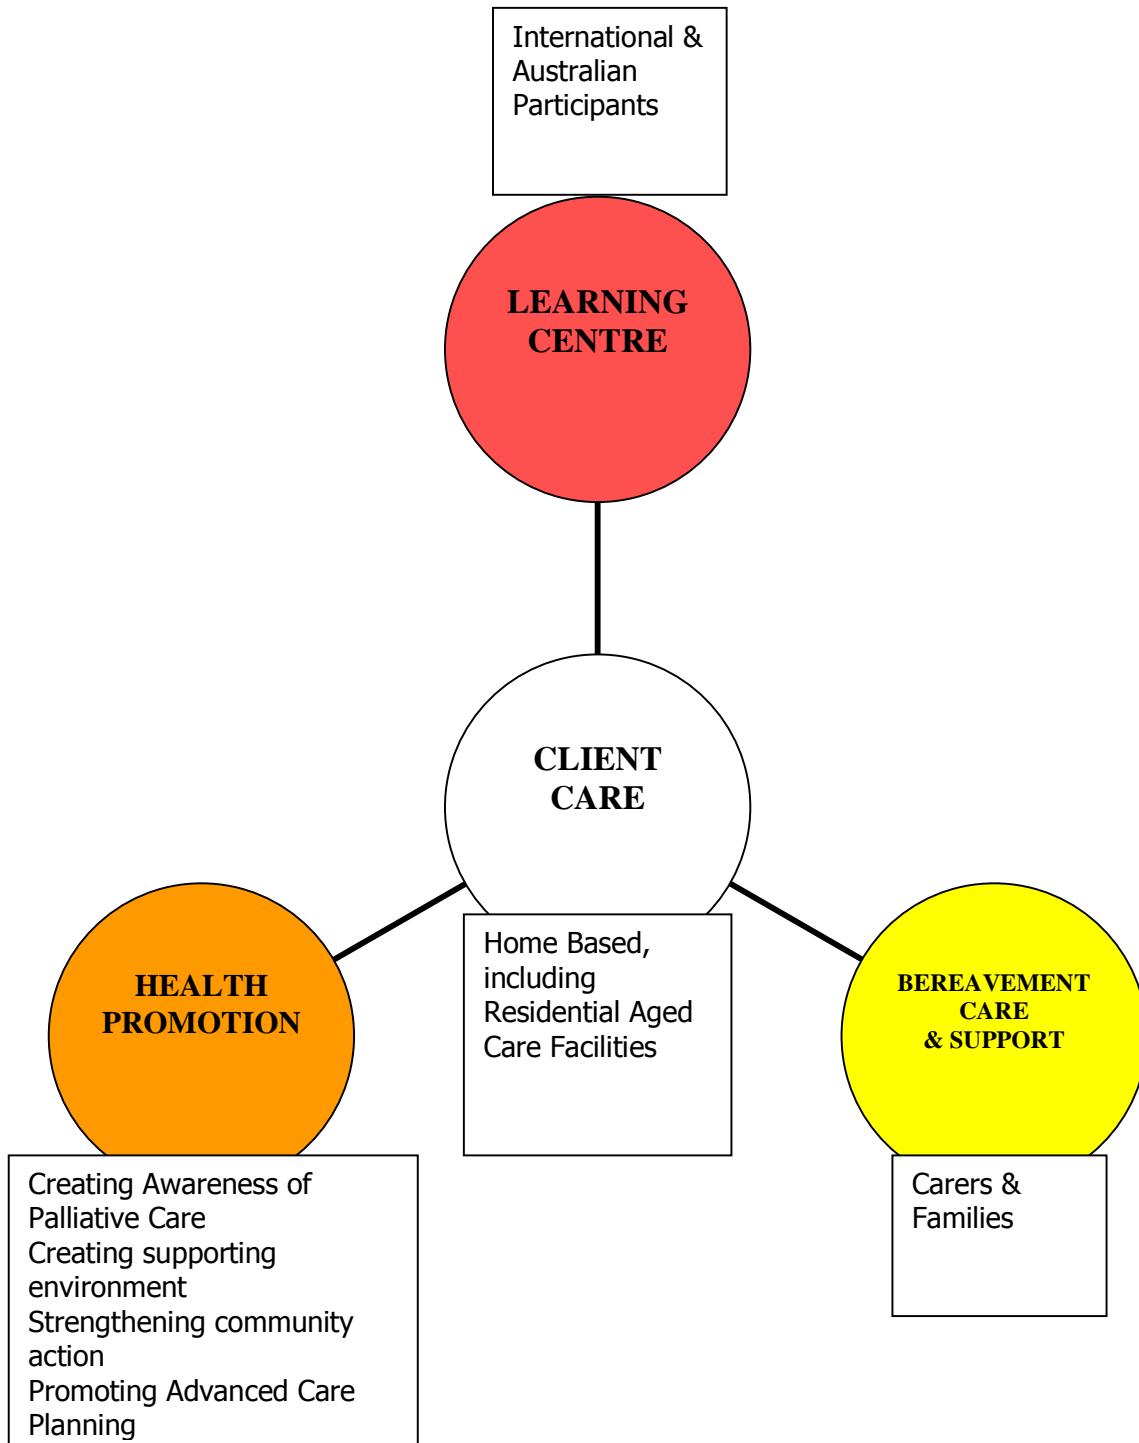 International &
Australian
Participants
LEARNING
CENTRE
CLIENT
CARE
Home Based,
including
Residential Aged
Care Facilities
HEALTH
PROMOTION
BEREAVEMENT
CARE
& SUPPORT
Creating Awareness of
Palliative Care
Creating supporting
environment
Strengthening community
action
Promoting Advanced Care
Planning
Carers &
Families